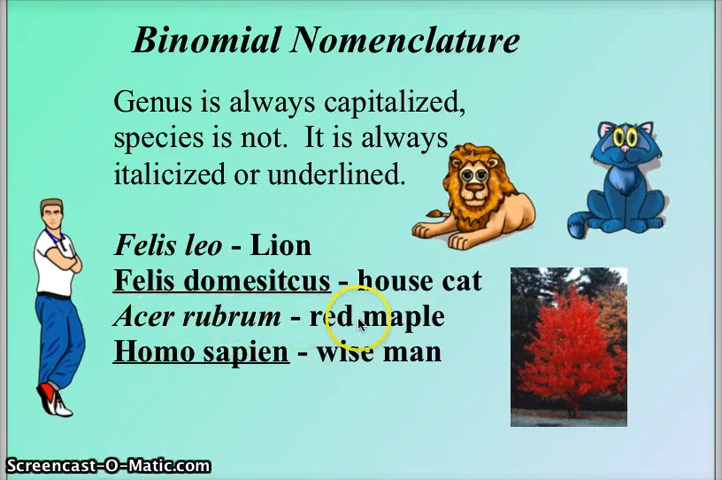 Binomial Nomenclature
Genus is always capitalized,
species is not. It is always
italicized or underlined.
Felis leo - Lion
Felis domesitcus - house cat
Acer rubrum - red maple
Homo sapien - wise man
Screencast-O-Matic.com